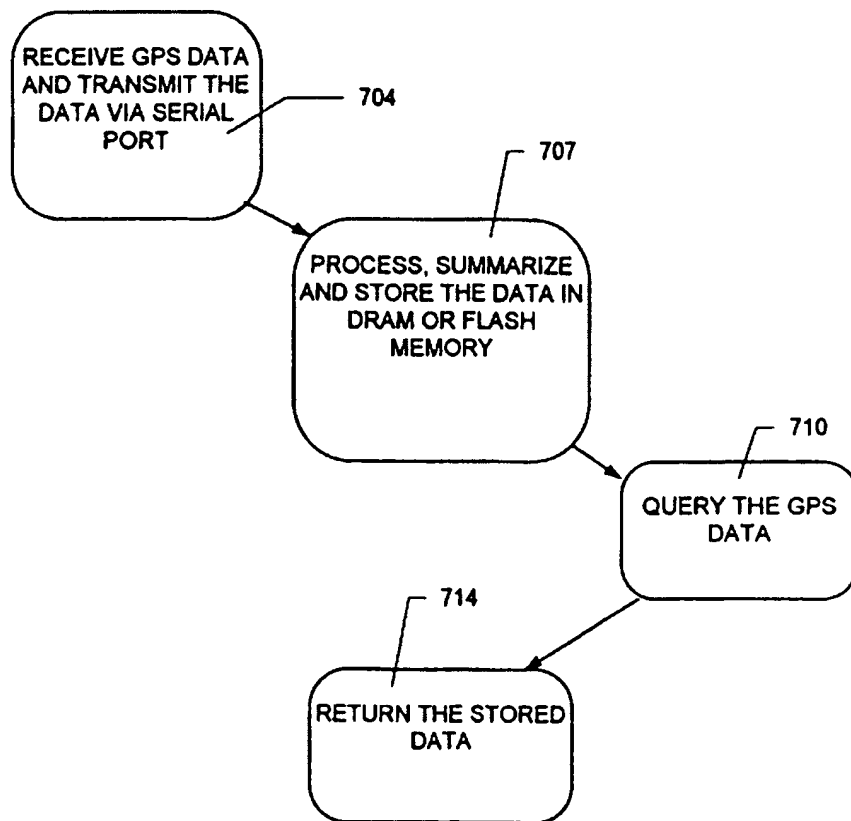 RECEIVE GPS DATA
AND TRANSMIT THE
DATA VIA SERIAL
PORT
704
707
PROCESS, SUMMARIZE
AND STORE THE DATA IN
DRAM OR FLASH
MEMORY
710
QUERY THE GPS
DATA
714
RETURN THE STORED
DATA